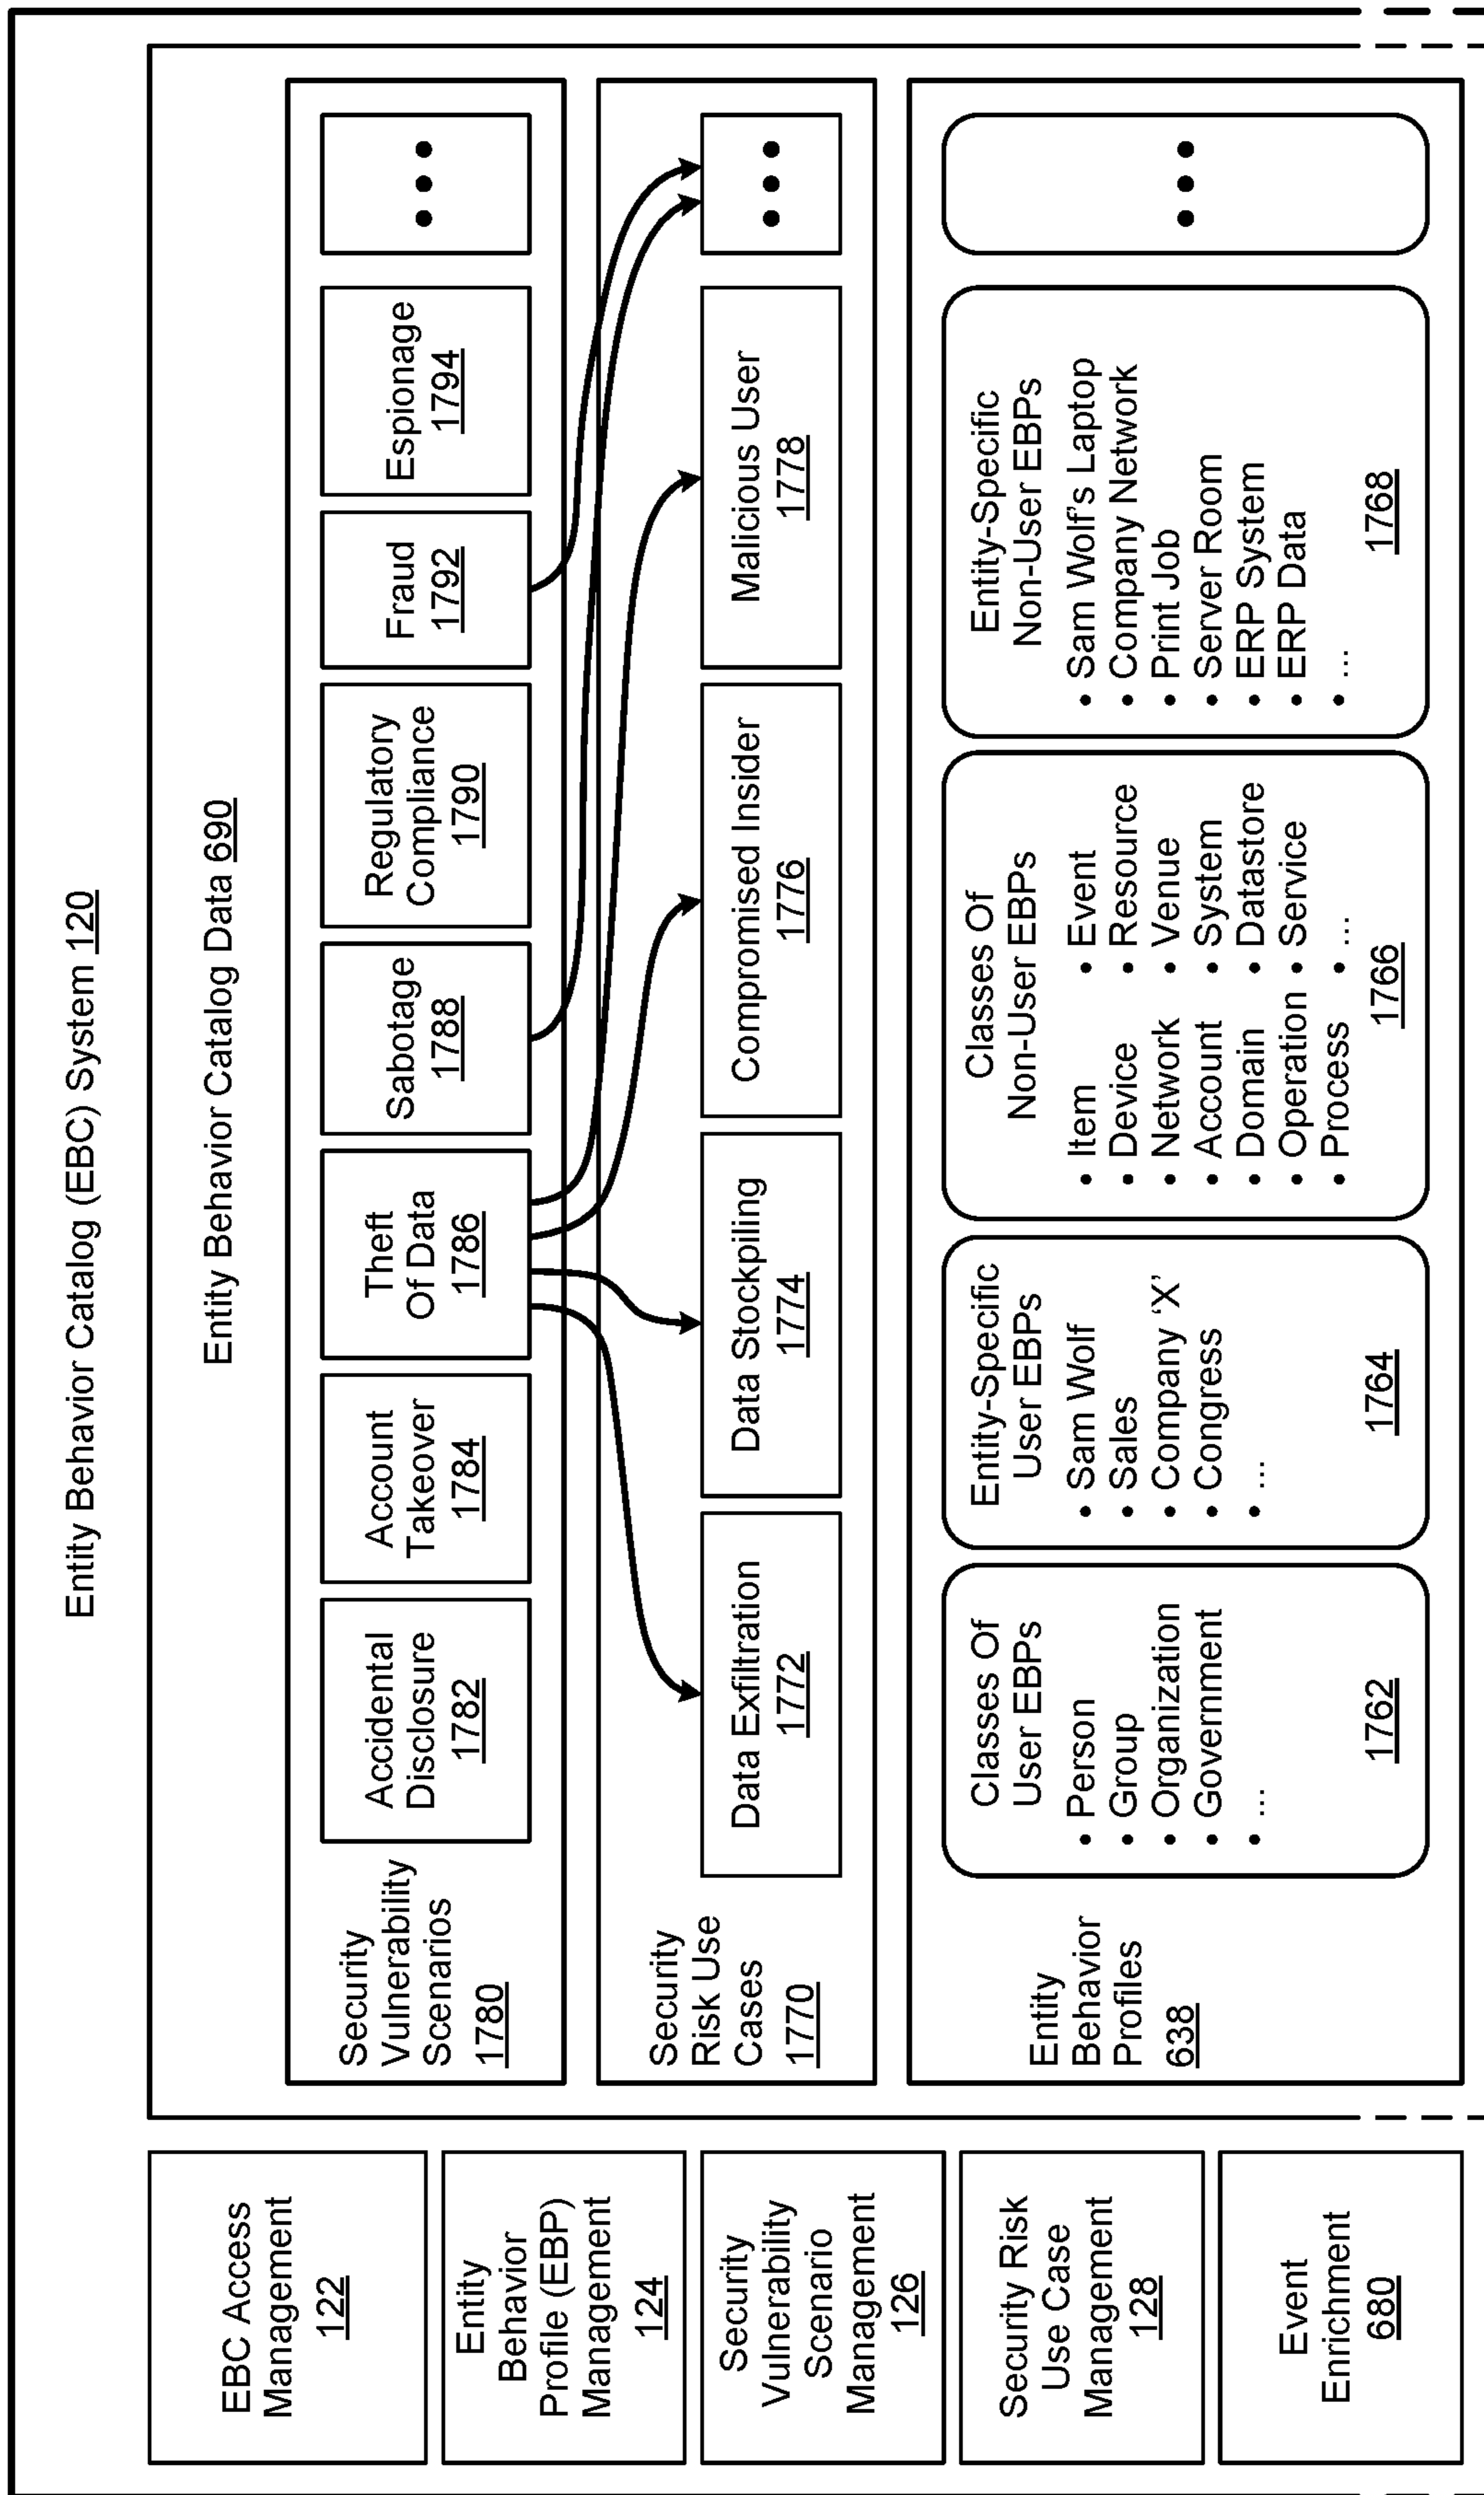 Entity Behavior Catalog (EBC) System 120
EBC Access
Management
122
Entity
Behavior
Profile (EBP)
Management
124
Security
Vulnerability
Scenario
Management
126
Security Risk
Use Case
Management
128
Event
Enrichment
680
Entity Behavior Catalog Data 690
Security
Vulnerability
Scenarios
1780
Accidental
Disclosure
1782
Account
Takeover
1784
Theft
Of Data
1786
Sabotage
1788
Regulatory
Compliance
1790
Fraud
1792
Espionage
1794
• • •
Security
Risk Use
Cases
1770
Data Exfiltration
1772
Data Stockpiling
1774
Compromised Insider
1776
Malicious User
1778
• • •
Entity
Behavior
Profiles
638
Classes Of
User EBPs
• Person
• Group
• Organization
• Government
• ...
1762
Entity-Specific
User EBPs
• Sam Wolf
• Sales
• Company ‘X’
• Congress
• ...
1764
Classes Of
Non-User EBPs
• Item
• Device
• Network
• Account
• Domain
• Operation
• Process
• Event
• Resource
• Venue
• System
• Datastore
• Service
• ...
1766
Entity-Specific
Non-User EBPs
• Sam Wolf’s Laptop
• Company Network
• Print Job
• Server Room
• ERP System
• ERP Data
• ...
1768
• • •